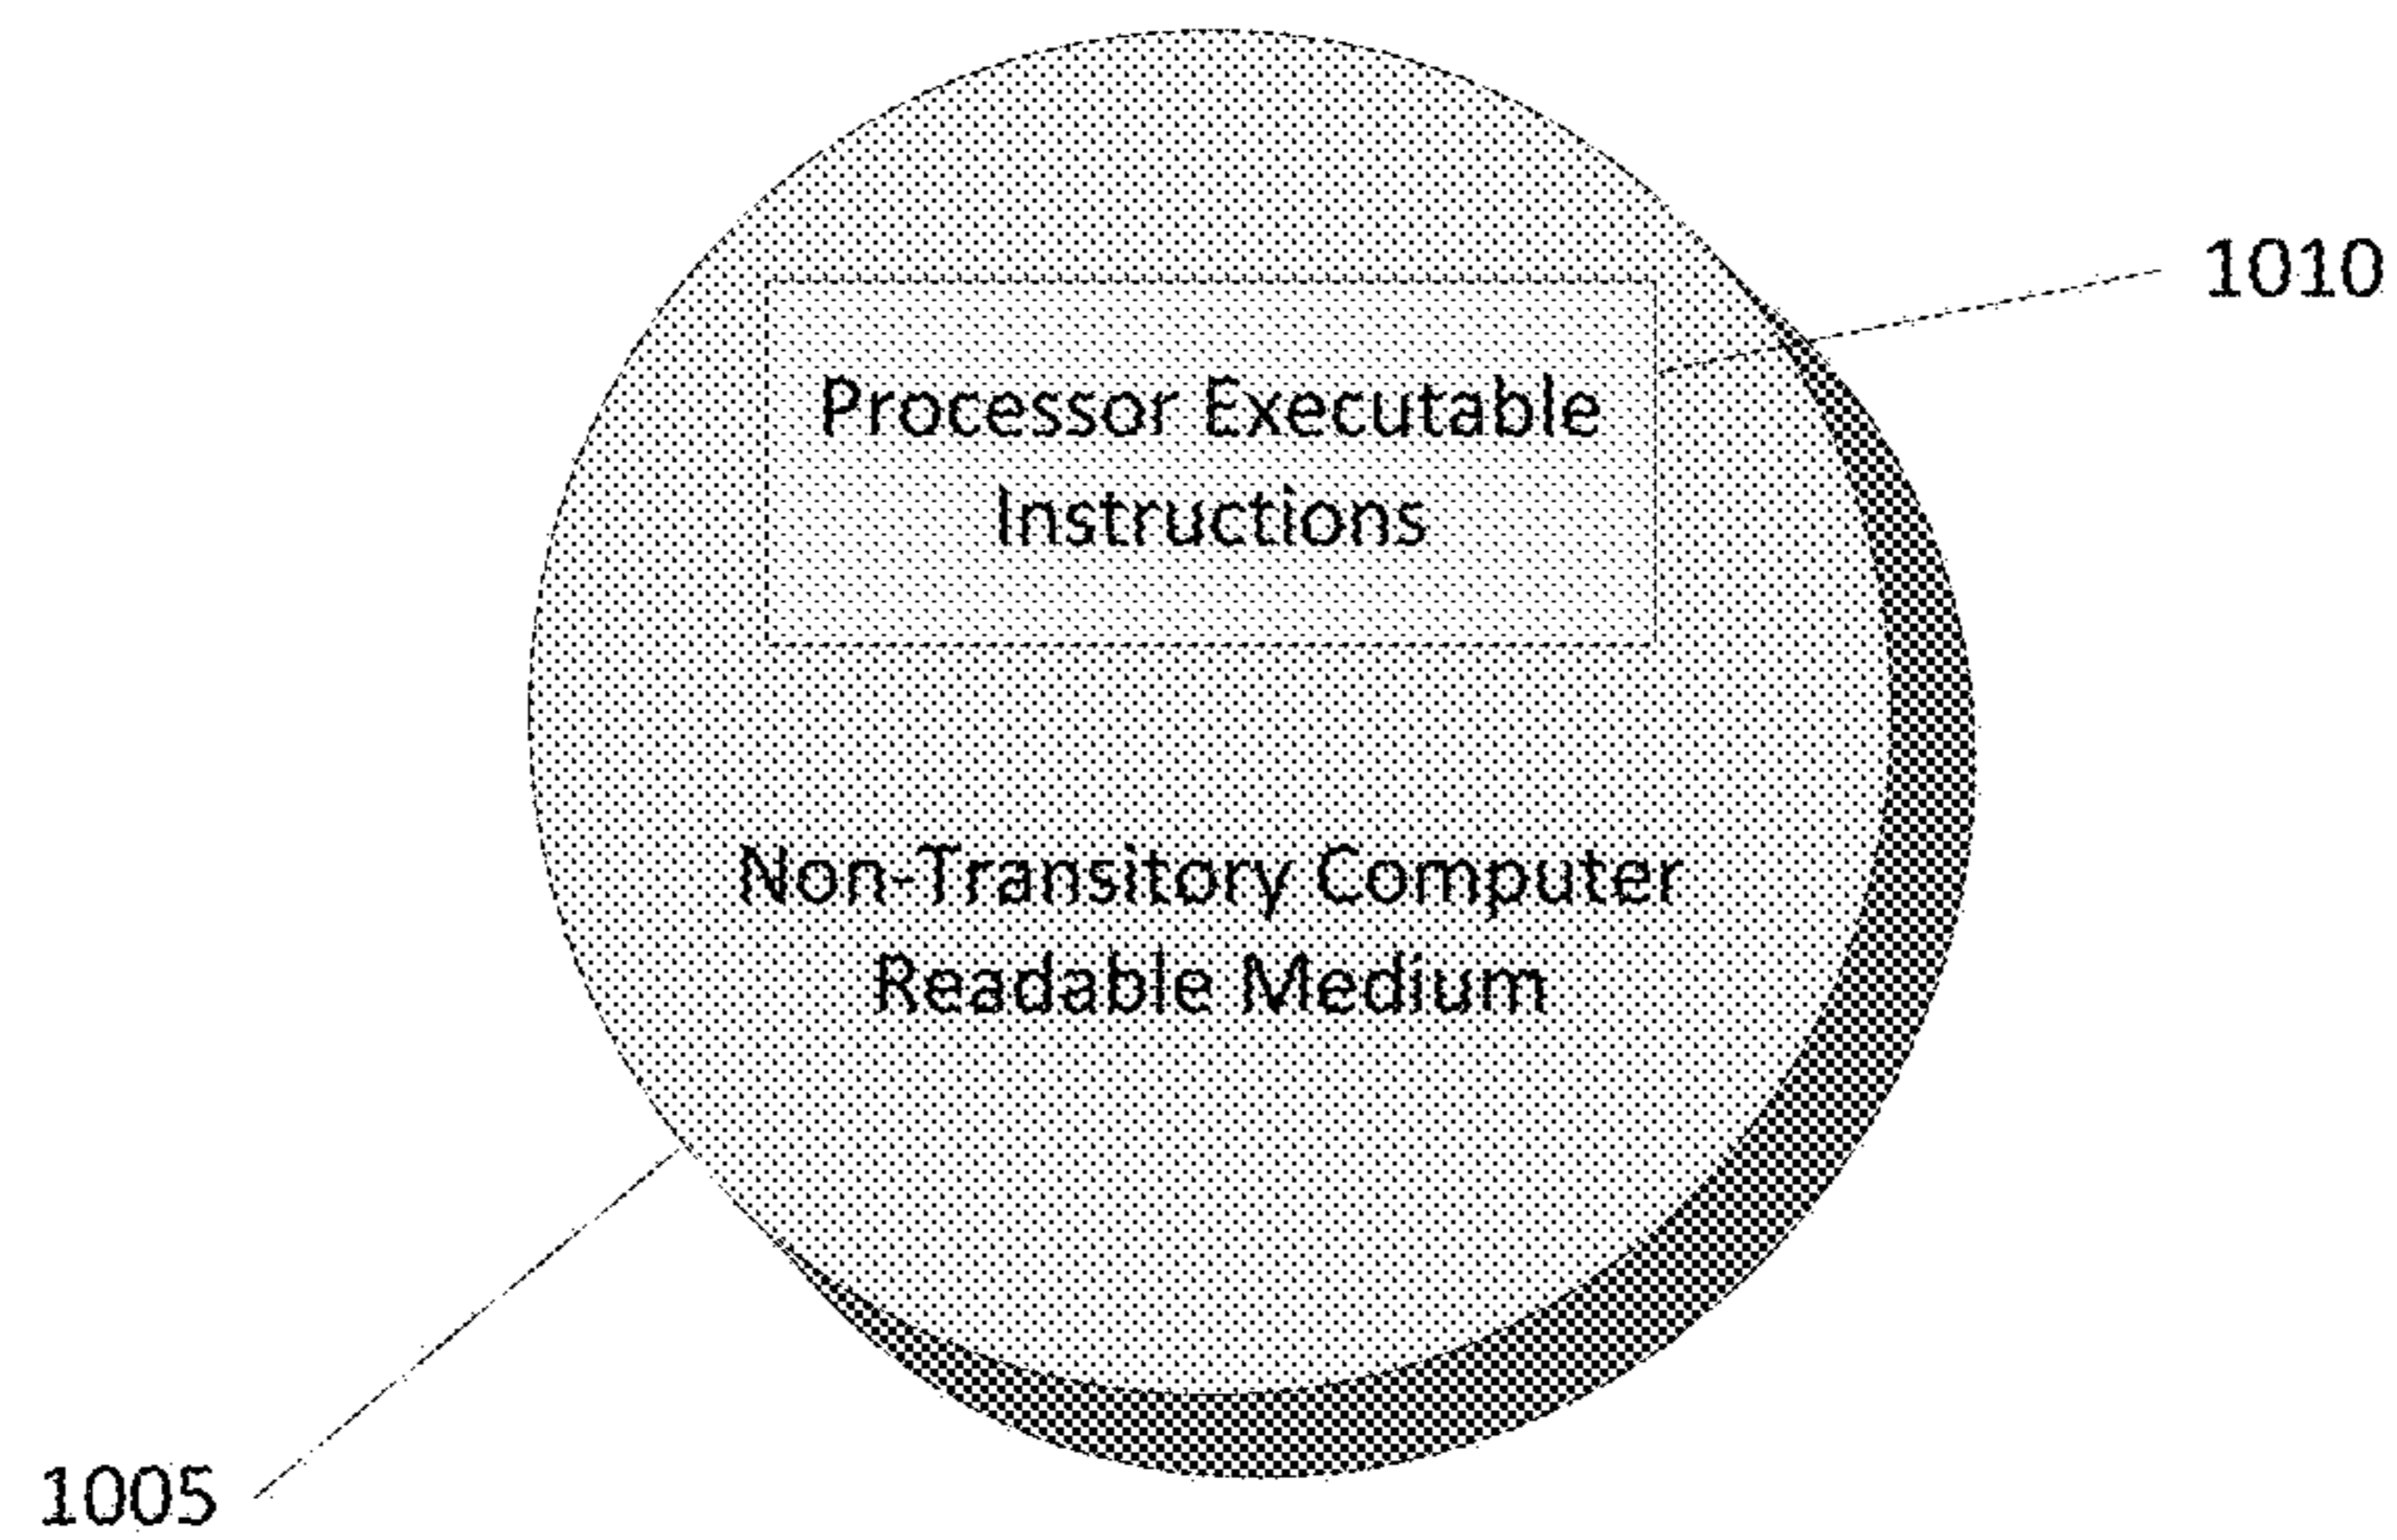 1010
Processor Executable
Instructions
Non-Transitory Computer
Readable Medium
1005